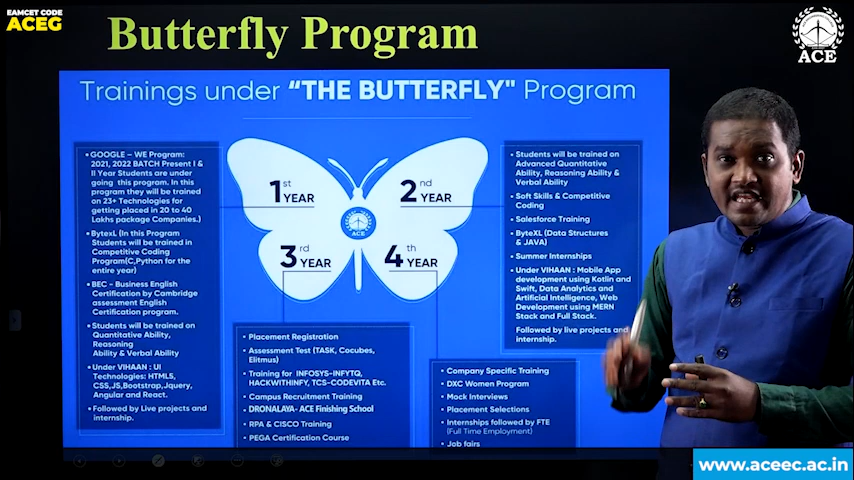 EAMCET CODE
ACEG
Butterfly Program
ACE
Trainings under “THE BUTTERFLY" Program
• GOOGLE – WE Program:
2021, 2022 BATCH Present I &
II Year Students are under
going this program. In this
program they will be trained
on 23+ Technologies for
getting placed in 20 to 40
Lakhs package Companies.)
• BytexL (In this Program
Students will be trained in
Competitive Coding
Program(C,Python for the
entire year)
• BEC - Business English
Certification by Cambridge
assessment English
Certification program.
• Students will be trained on
Quantitative Ability,
Reasoning
Ability & Verbal Ability
• Under VIHAAN : UI
Technologies: HTML5,
CSS,JS,Bootstrap,Jquery,
Angular and React.
• Followed by Live projects and
internship.
1st YEAR
2nd YEAR
3rd YEAR
4th YEAR
ACE
• Students will be trained on
Advanced Quantitative
Ability, Reasoning Ability &
Verbal Ability
• Soft Skills & Competitive
Coding
• Salesforce Training
• ByteXL (Data Structures
& JAVA)
• Summer Internships
• Under VIHAAN : Mobile App
development using Kotlin and
Swift, Data Analytics and
Artificial Intelligence, Web
Development using MERN
Stack and Full Stack.
Followed by live projects and
internship.
• Placement Registration
• Assessment Test (TASK, Cocubes,
Elitmus)
• Training for INFOSYS-INFYTQ,
HACKWITHINFY, TCS-CODEVITA Etc.
• Campus Recruitment Training
• DRONALAYA- ACE Finishing School
• RPA & CISCO Training
• PEGA Certification Course
• Company Specific Training
• DXC Women Program
• Mock Interviews
• Placement Selections
• Internships followed by FTE
(Full Time Employment)
• Job fairs
www.aceec.ac.in